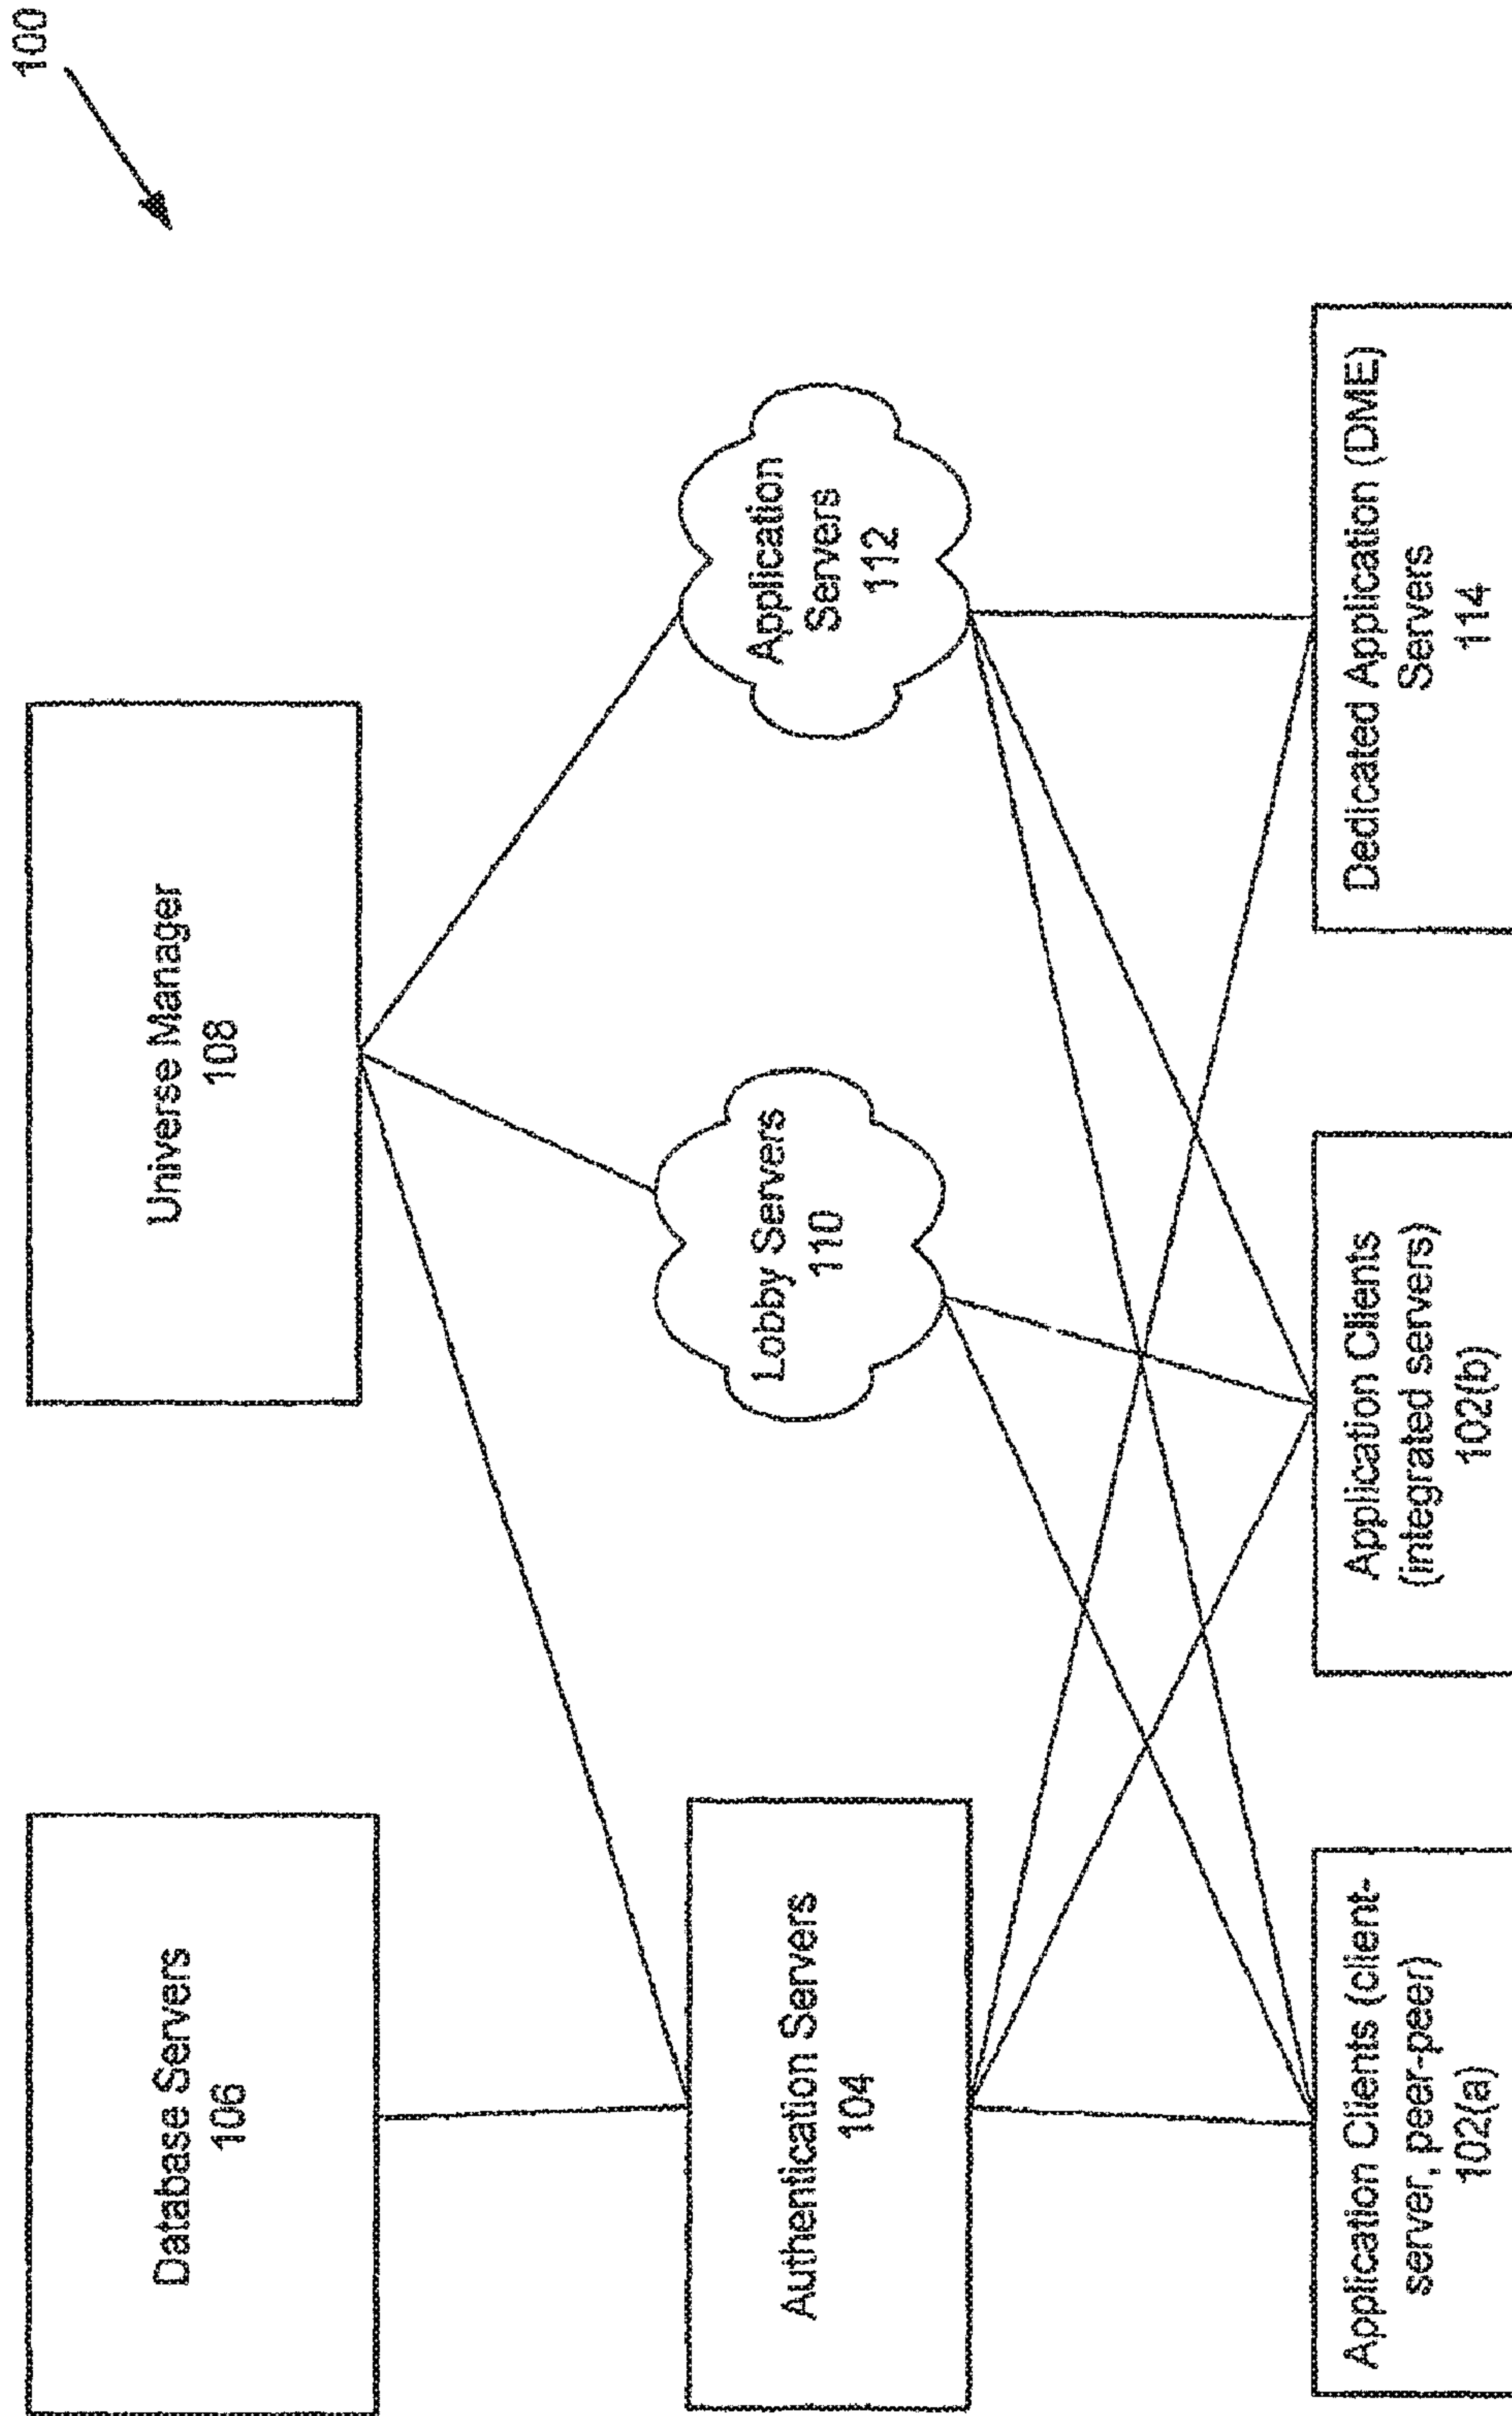 100
Database Servers
106
Universe Manager
108
Authentication Servers
104
Lobby Servers
110
Application
Servers
112
Application Clients (client-
server, peer-peer)
102(a)
Application Clients
(integrated servers)
102(b)
Dedicated Application (DME)
Servers
114